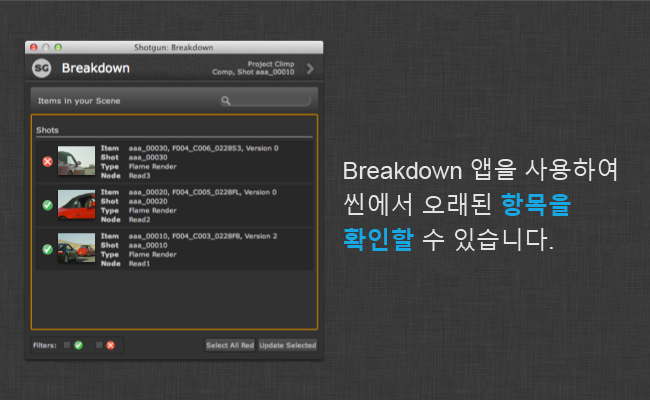 Shotgun: Breakdown
SG Breakdown
Project Climp
Comp, Shot aaa_00010
Items in your Scene
Shots
Item aaa_00030, F004_C006_0228S3, Version 0
Shot aaa_00030
Type Flame Render
Node Read3
Item aaa_00020, F004_C005_0228FL, Version 0
Shot aaa_00020
Type Flame Render
Node Read2
Item aaa_00010, F004_C003_0228F8, Version 2
Shot aaa_00010
Type Flame Render
Node Read1
Filters:
Select All Red Update Selected
Breakdown 앱을 사용하여
씬에서 오래된 항목을
확인할 수 있습니다.